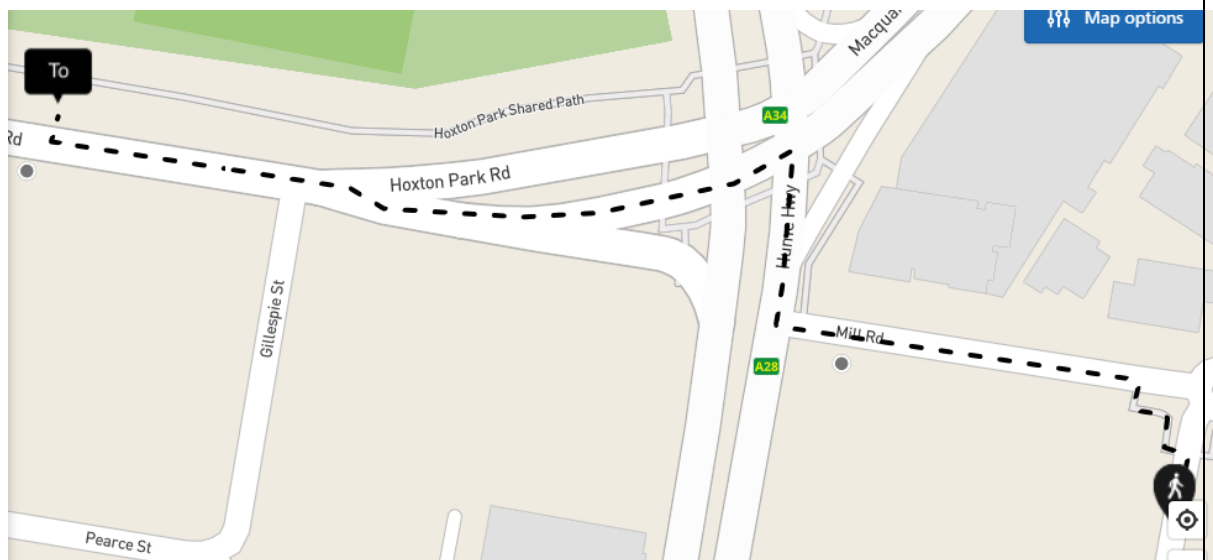 Map options
To
Macqua
Hoxton Park Shared Path
A34
Rd
Hoxton Park Rd
Hume Hwy
Gillespie St
Mill Rd
A28
Pearce St